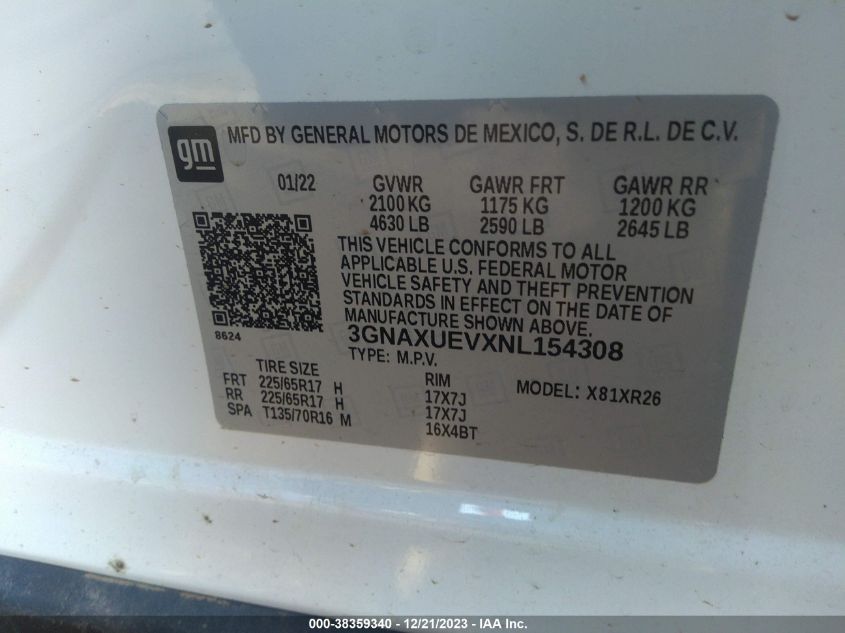 gm
MFD BY GENERAL MOTORS DE MEXICO, S. DE R.L. DE C.V.
01/22 GVWR GAWR FRT GAWR RR
2100 KG 1175 KG 1200 KG
4630 LB 2590 LB 2645 LB
THIS VEHICLE CONFORMS TO ALL
APPLICABLE U.S. FEDERAL MOTOR
VEHICLE SAFETY AND THEFT PREVENTION
STANDARDS IN EFFECT ON THE DATE OF
MANUFACTURE SHOWN ABOVE.
8624
3GNAXUEVXNL154308
TYPE: M.P.V.
TIRE SIZE RIM MODEL: X81XR26
FRT 225/65R17 H 17X7J
RR 225/65R17 H 17X7J
SPA T135/70R16 M 16X4BT
000-38359340 - 12/21/2023 - IAA Inc.